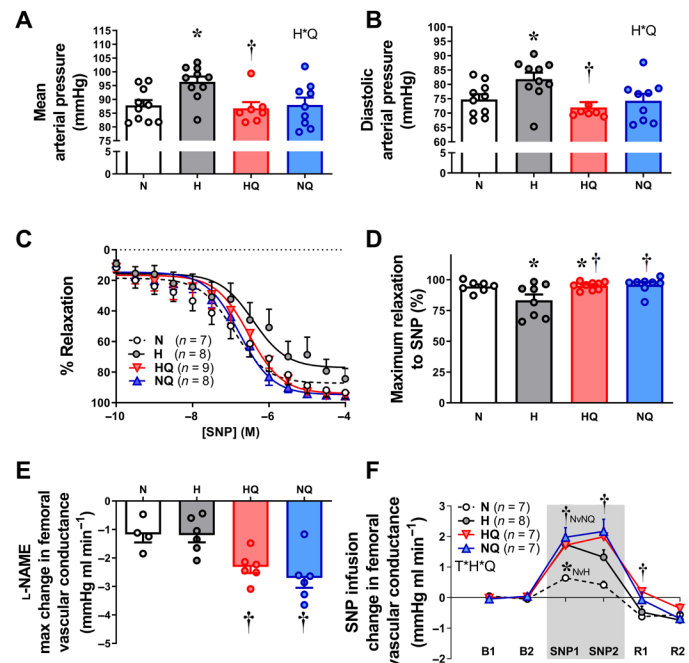 A
Mean
arterial pressure
(mmHg)
115
110
105
100
95
90
85
80
75
5
0
*
†
H*Q
N
H
HQ
NQ
B
Diastolic
arterial pressure
(mmHg)
100
95
90
85
80
75
70
65
60
5
0
*
†
H*Q
N
H
HQ
NQ
C
% Relaxation
0
20
40
60
80
100
N (n = 7)
H (n = 8)
HQ (n = 9)
NQ (n = 8)
−10
−8
−6
−4
[SNP] (M)
D
Maximum relaxation
to SNP (%)
100
50
0
*
* †
†
N
H
HQ
NQ
E
L-NAME
max change in femoral
vascular conductance
(mmHg ml min−1)
N
H
HQ
NQ
0
−1
−2
−3
−4
−5
†
†
F
SNP infusion
change in femoral
vascular conductance
(mmHg ml min−1)
4
3
2
1
0
−1
−2
N (n = 7)
H (n = 8)
HQ (n = 7)
NQ (n = 7)
T*H*Q
† NvNQ
†
* NvH
†
B1
B2
SNP1
SNP2
R1
R2